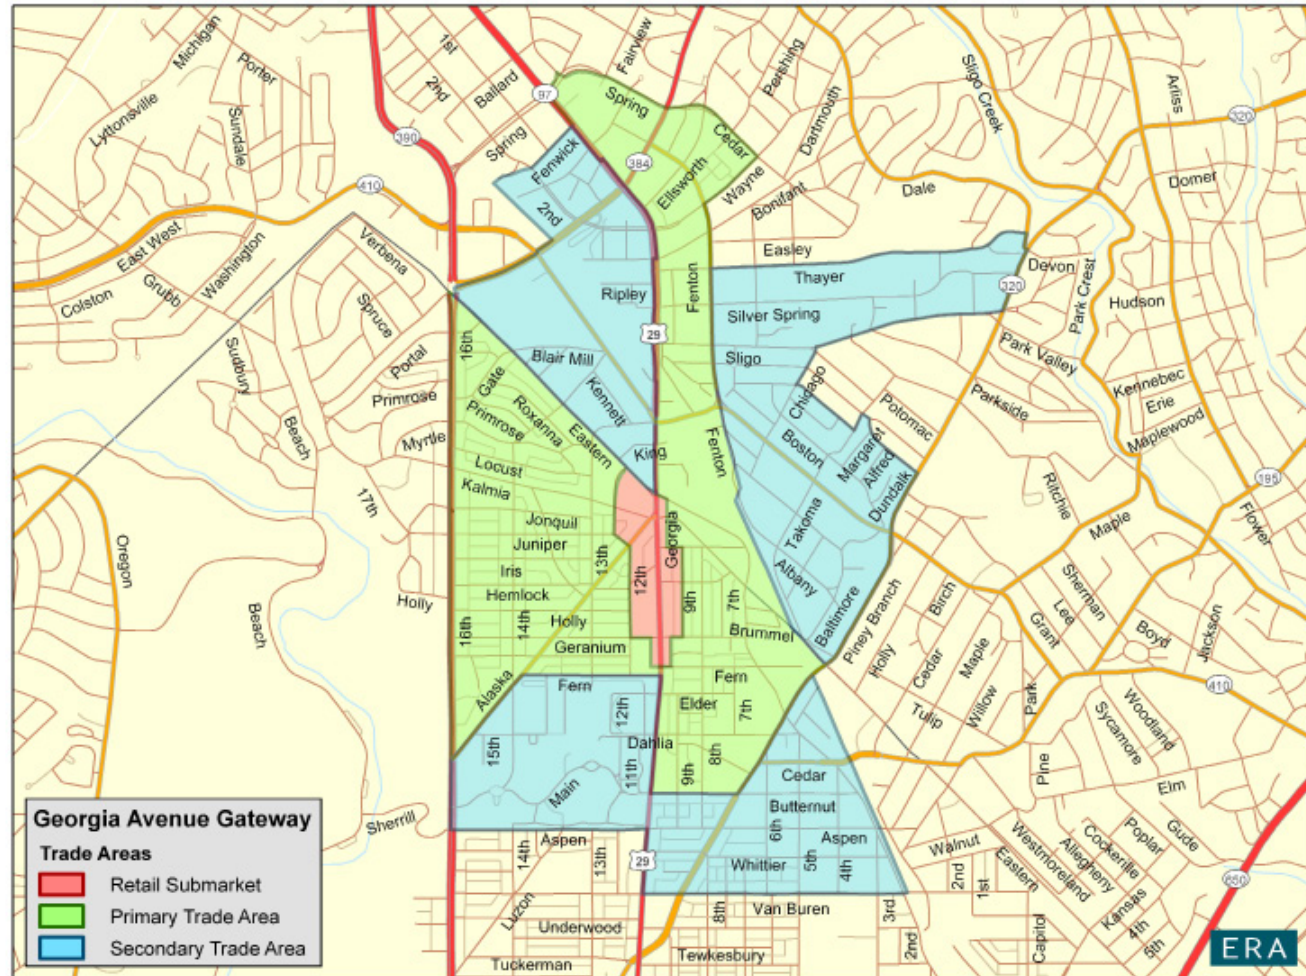 Michigan
Porter
1st
2nd
Ballard
Fairview
Pershing
Sligo Creek
Arliss
Lyttonsville
Sundale
97
Spring
Dartmouth
320
390
Spring
Cedar
Fenwick
384
Ellsworth
Wayne
410
2nd
Bonifant
Dale
Domer
East West
Washington
Verbena
Easley
Devon
Colston
Grubb
Spruce
Ripley
Fenton
Thayer
320
Park Crest
Hudson
Silver Spring
29
Sudbury
Portal
16th
Gate
Blair Mill
Sligo
Park Valley
Primrose
Primrose
Roxanna
Kennett
Chicago
Potomac
Parkside
Kennebec
Erie
Maplewood
Beach
Myrtle
Eastern
King
Fenton
Boston
Margaret
Alfred
Locust
Kalmia
Dundalk
195
17th
Ritchie
Flower
Jonquil
Juniper
Georgia
Takoma
Maple
Oregon
13th
Iris
12th
Hemlock
Albany
Sherman
Holly
14th
Holly
9th
7th
Baltimore
Piney Branch
Birch
Lee
Grant
Beach
16th
Geranium
Brummel
Holly
Cedar
Maple
Boyd
Jackson
Alaska
Fern
Fern
Willow
Park
410
12th
Elder
7th
Tulip
Woodland
Sycamore
15th
Dahlia
8th
11th
9th
Cedar
Pine
Main
Butternut
Elm
Sherrill
6th
Aspen
Aspen
Walnut
Poplar
Gude
Cockerille
Allegheny
Westmoreland
Eastern
14th
13th
29
Whittier
5th
4th
2nd
1st
650
Luzon
8th
Van Buren
3rd
Kansas
Underwood
2nd
Capitol
4th
5th
Tuckerman
Tewkesbury
Georgia Avenue Gateway
Trade Areas
Retail Submarket
Primary Trade Area
Secondary Trade Area
ERA